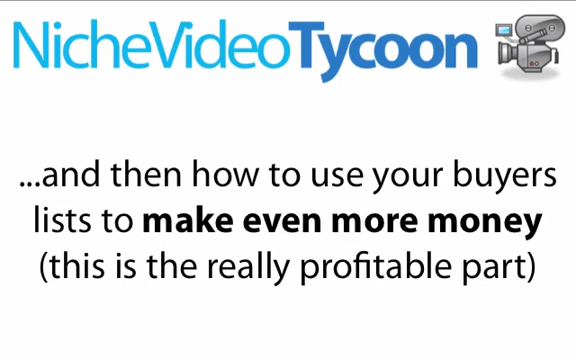 NicheVideoTycoon
...and then how to use your buyers
lists to make even more money
(this is the really profitable part)